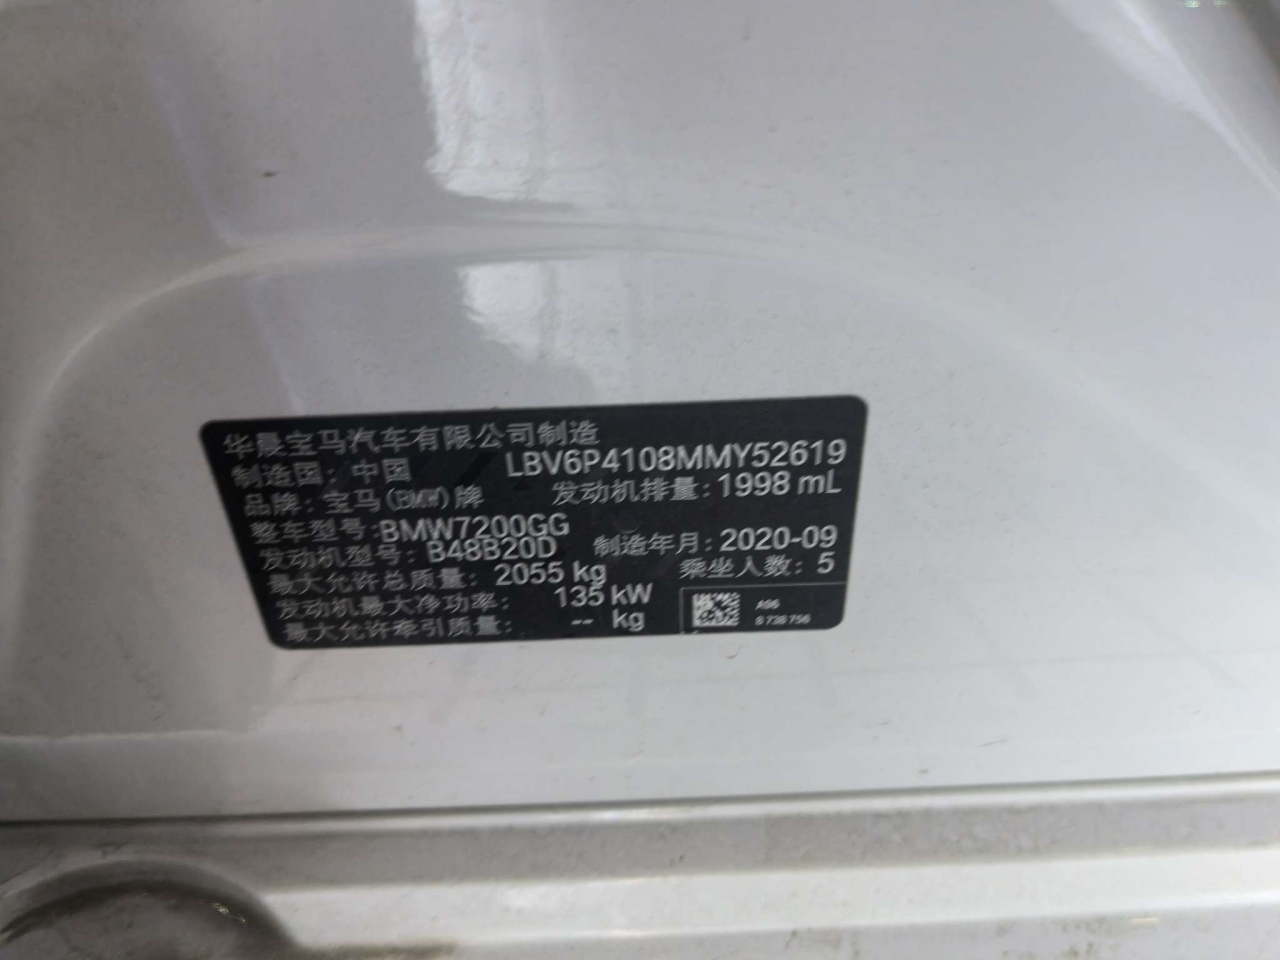 华晨宝马汽车有限公司制造
制造国：中国 LBV6P4108MMY52619
品牌：宝马(BMW)牌 发动机排量：1998 mL
整车型号：BMW7200GG
发动机型号：B48B20D 制造年月：2020-09
最大允许总质量：2055 kg 乘坐人数：5
发动机最大净功率：135 kW
最大允许牵引质量：-- kg
A96
8 738 756